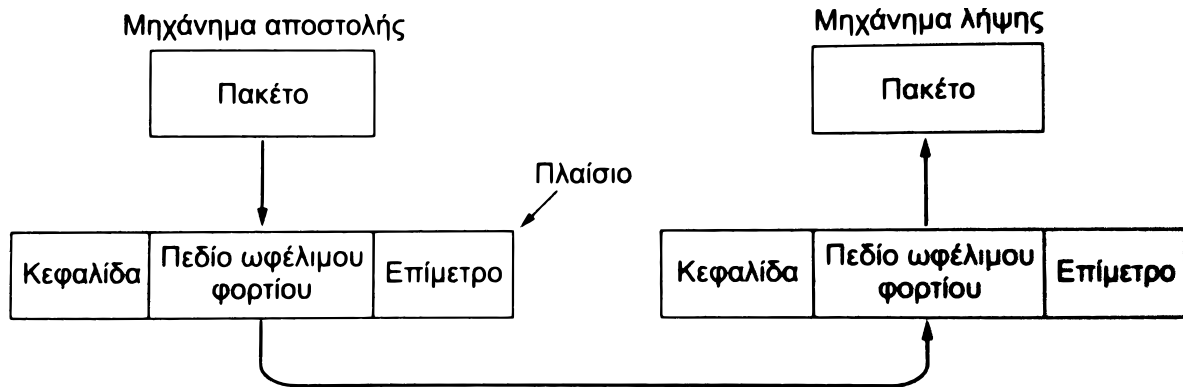 Μηχάνημα αποστολής
Πακέτο
Μηχάνημα λήψης
Πακέτο
Πλαίσιο
Κεφαλίδα
Πεδίο ωφέλιμου
φορτίου
Επίμετρο
Κεφαλίδα
Πεδίο ωφέλιμου
φορτίου
Επίμετρο